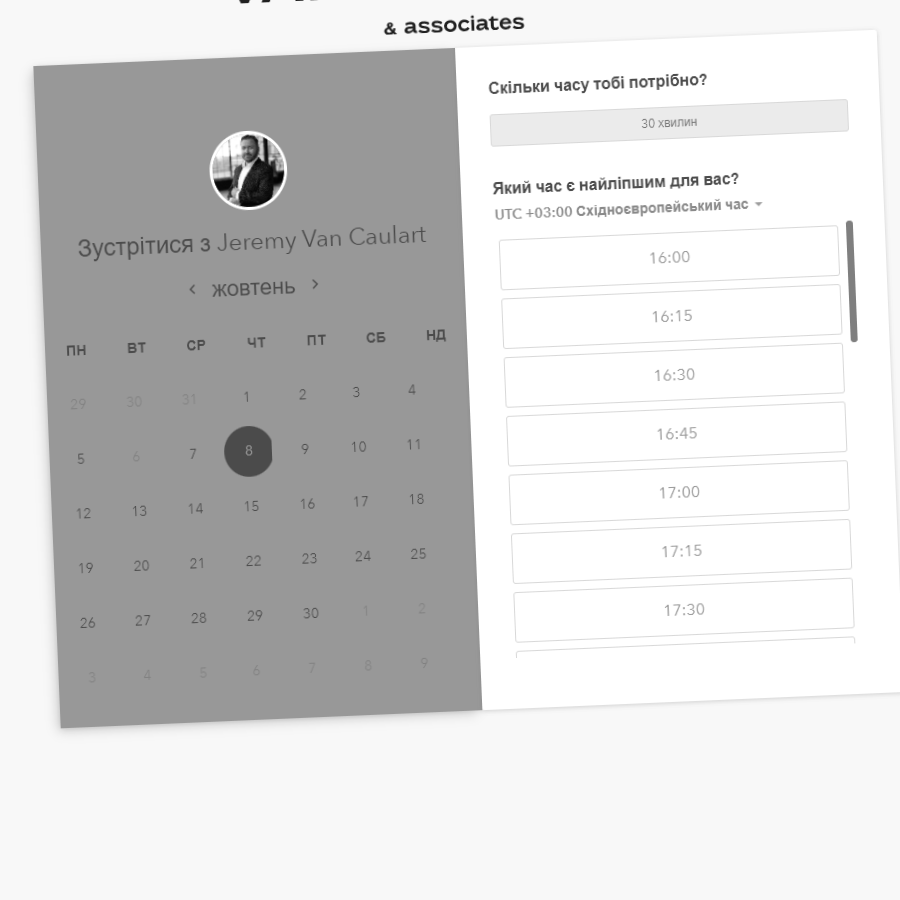 & associates
Зустрітися з Jeremy Van Caulart
жовтень
ПН ВТ СР ЧТ ПТ СБ НД
29 30 31 1 2 3 4
5 6 7 8 9 10 11
12 13 14 15 16 17 18
19 20 21 22 23 24 25
26 27 28 29 30 1 2
3 4 5 6 7 8 9
Скільки часу тобі потрібно?
30 хвилин
Який час є найліпшим для вас?
UTC +03:00 Східноєвропейський час
16:00
16:15
16:30
16:45
17:00
17:15
17:30